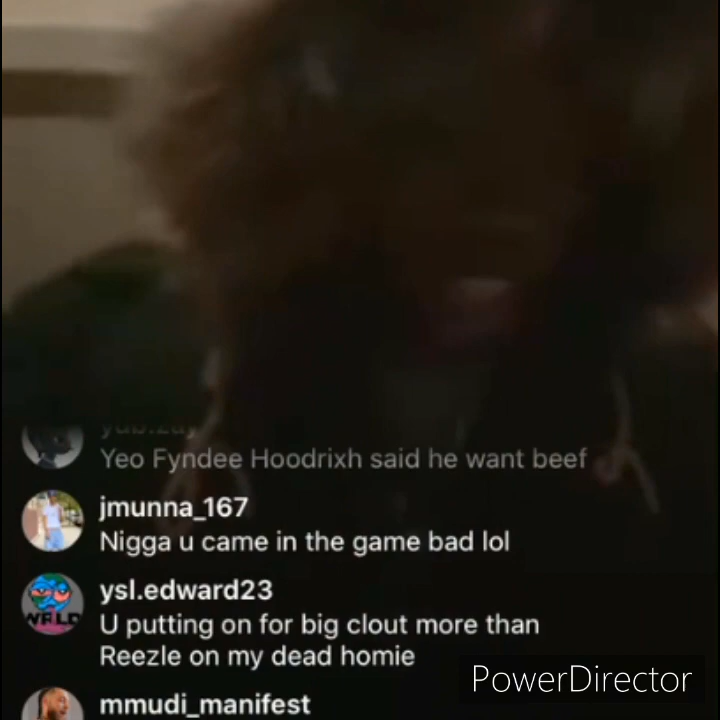 Yeo Fyndee Hoodrixh said he want beef
jmunna_167
Nigga u came in the game bad lol
ysl.edward23
U putting on for big clout more than
Reezle on my dead homie
mmudi_manifest
PowerDirector